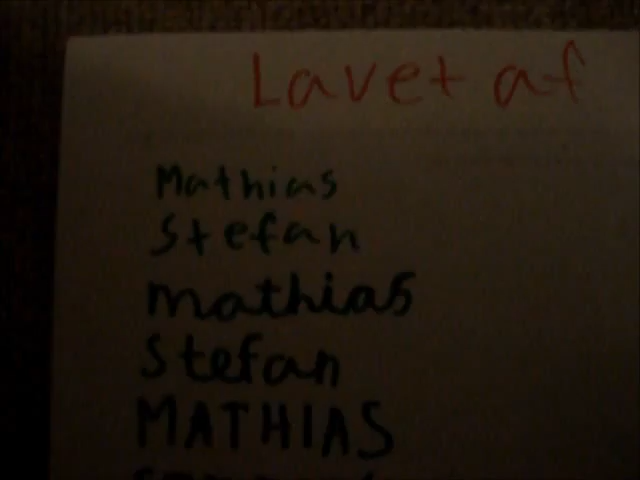 Lavet af
Mathias
Stefan
mathias
Stefan
MATHIAS